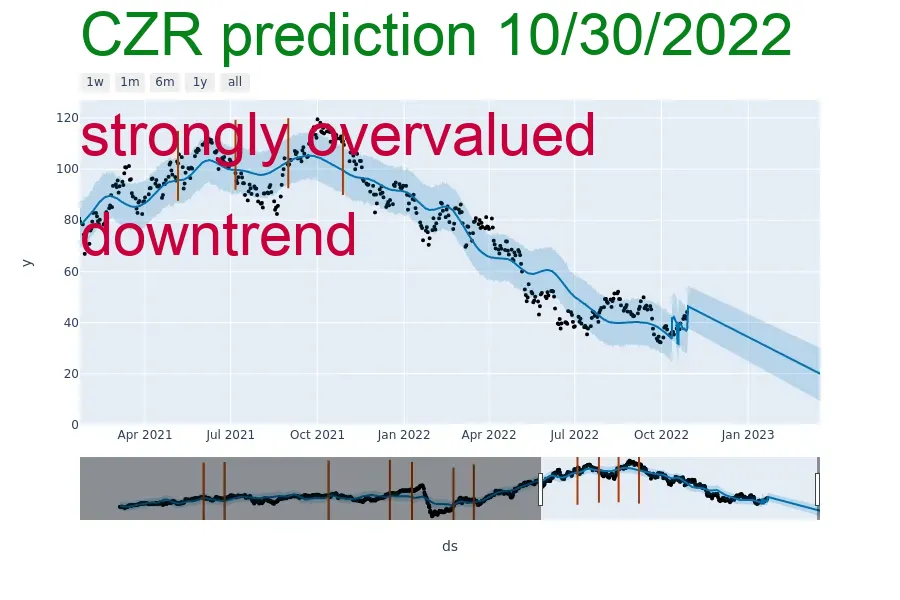 CZR prediction 10/30/2022
1w 1m 6m 1y all
strongly overvalued
downtrend
120
100
80
60
40
20
0
y
Apr 2021 Jul 2021 Oct 2021 Jan 2022 Apr 2022 Jul 2022 Oct 2022 Jan 2023
ds